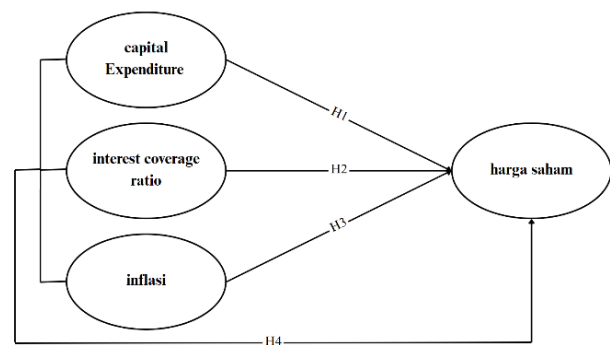 capital
Expenditure
H1
interest coverage
ratio
H2
harga saham
H3
inflasi
H4